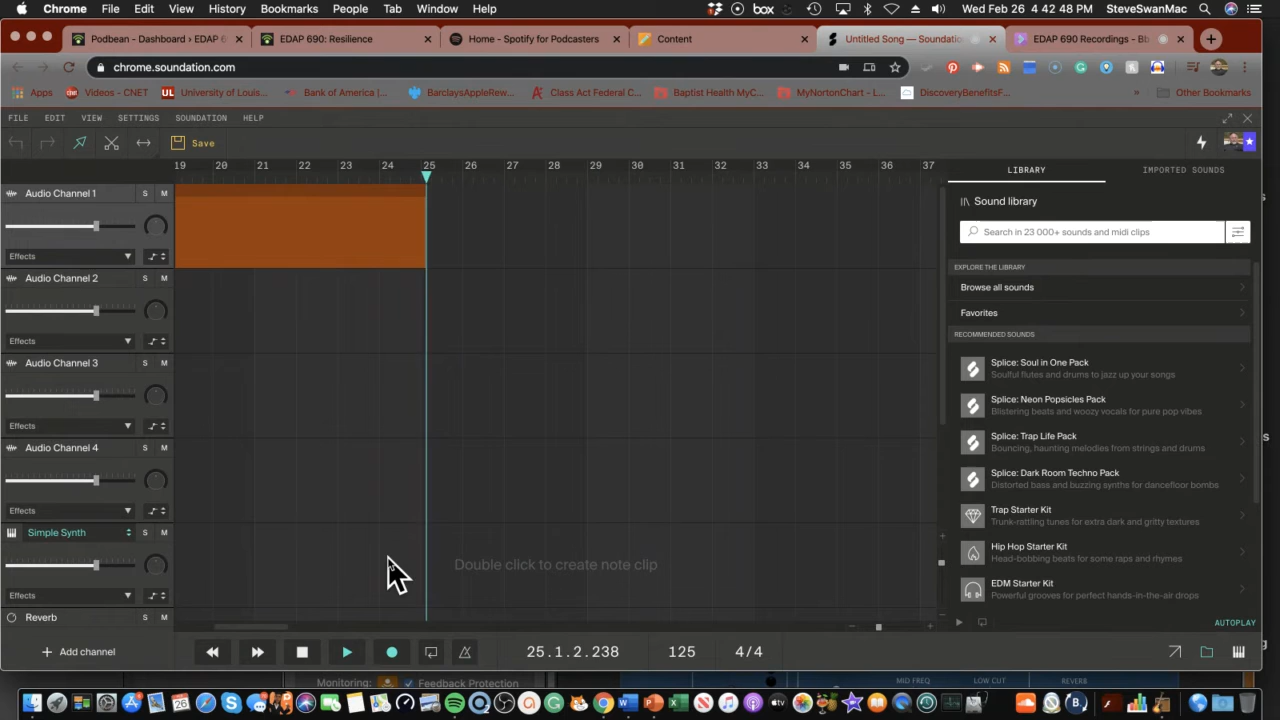 Chrome File Edit View History Bookmarks People Tab Window Help box Wed Feb 26 4:42:48 PM SteveSwanMac
Podbean - Dashboard › EDAP 6 EDAP 690: Resilience Home - Spotify for Podcasters Content Untitled Song — Soundatio EDAP 690 Recordings - Bb
chrome.soundation.com
Apps Videos - CNET University of Louis... Bank of America |... BarclaysAppleRew... Class Act Federal C... Baptist Health MyC... MyNortonChart - L... DiscoveryBenefitsF... » Other Bookmarks
FILE EDIT VIEW SETTINGS SOUNDATION HELP
Save
19 20 21 22 23 24 25 26 27 28 29 30 31 32 33 34 35 36 37
LIBRARY IMPORTED SOUNDS
Audio Channel 1 S M
Sound library
Search in 23 000+ sounds and midi clips
Effects
EXPLORE THE LIBRARY
Audio Channel 2 S M
Browse all sounds
Favorites
RECOMMENDED SOUNDS
Effects
Audio Channel 3 S M
Splice: Soul in One Pack
Soulful flutes and drums to jazz up your songs
Splice: Neon Popsicles Pack
Blistering beats and woozy vocals for pure pop vibes
Effects
Splice: Trap Life Pack
Bouncing, haunting melodies from strings and drums
Audio Channel 4 S M
Splice: Dark Room Techno Pack
Distorted bass and buzzing synths for dancefloor bombs
Effects
Trap Starter Kit
Trunk-rattling tunes for extra dark and gritty textures
Simple Synth S M
Hip Hop Starter Kit
Head-bobbing beats for some raps and rhymes
Double click to create note clip
EDM Starter Kit
Powerful grooves for perfect hands-in-the-air drops
Effects
Reverb S M
AUTOPLAY
+ Add channel 25.1.2.238 125 4/4
Monitoring: Feedback Protection MID FREQ LOW CUT REVERB